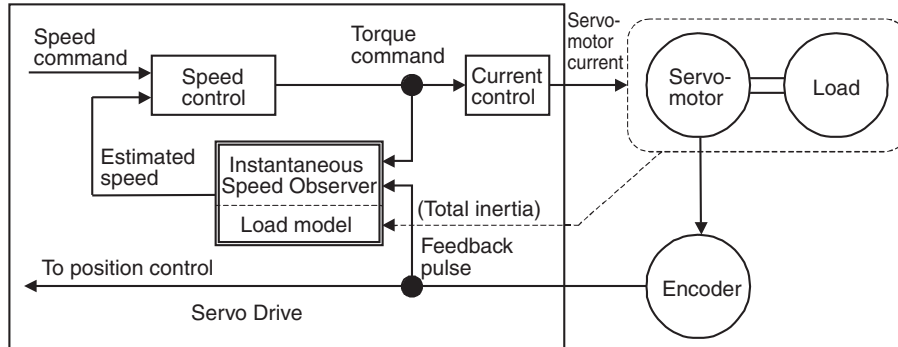 Speed
command
Speed
control
Torque
command
Current
control
Servo-
motor
current
Servo-
motor
Load
Estimated
speed
Instantaneous
Speed Observer
Load model
(Total inertia)
Feedback
pulse
To position control
Encoder
Servo Drive